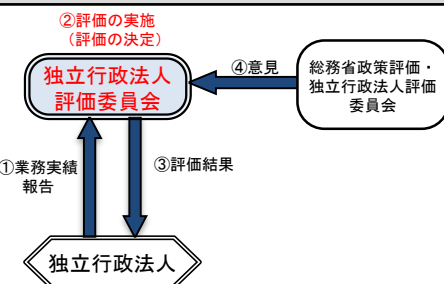 ②評価の実施
（評価の決定）
独立行政法人
評価委員会
④意見
総務省政策評価・
独立行政法人評価
委員会
①業務実績
報告
③評価結果
独立行政法人